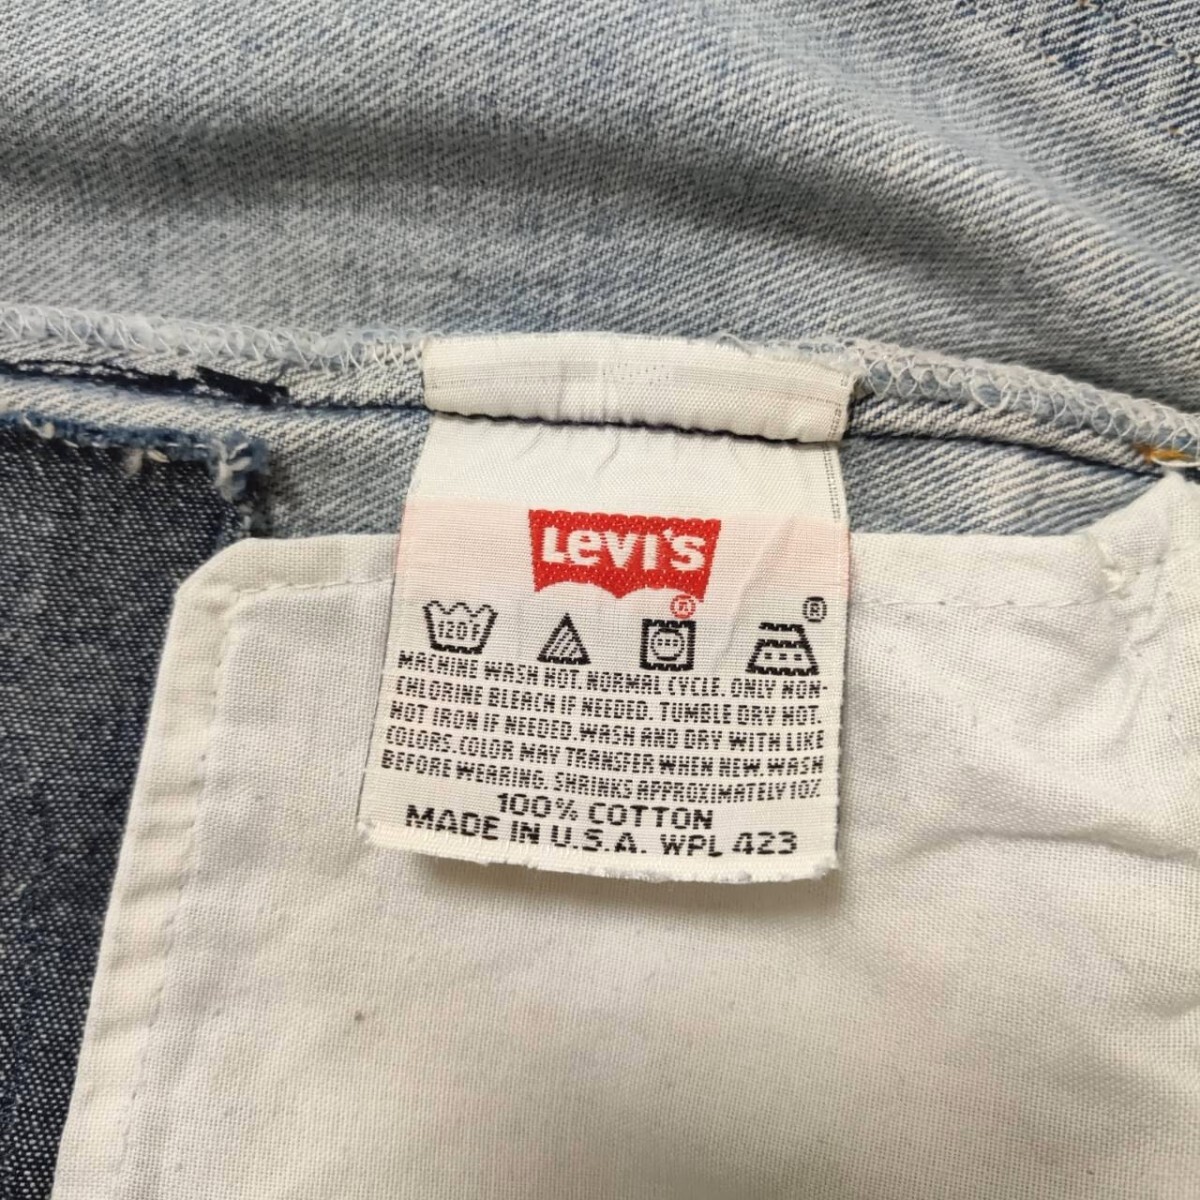 Levi's
®
®
120°F
MACHINE WASH HOT. NORMAL CYCLE. ONLY NON-
CHLORINE BLEACH IF NEEDED. TUMBLE DRY HOT.
HOT IRON IF NEEDED. WASH AND DRY WITH LIKE
COLORS. COLOR MAY TRANSFER WHEN NEW. WASH
BEFORE WEARING. SHRINKS APPROXIMATELY 10%
100% COTTON
MADE IN U.S.A. WPL 423